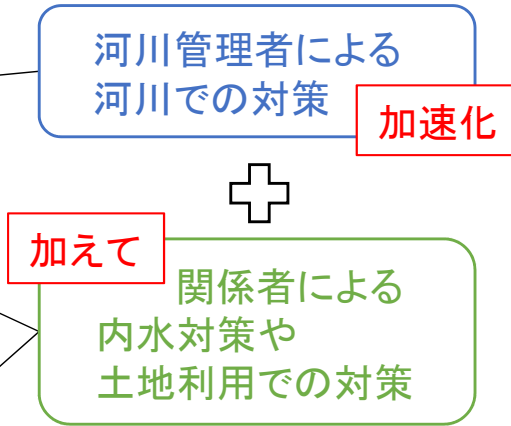 河川管理者による
河川での対策
加速化
加えて
関係者による
内水対策や
土地利用での対策